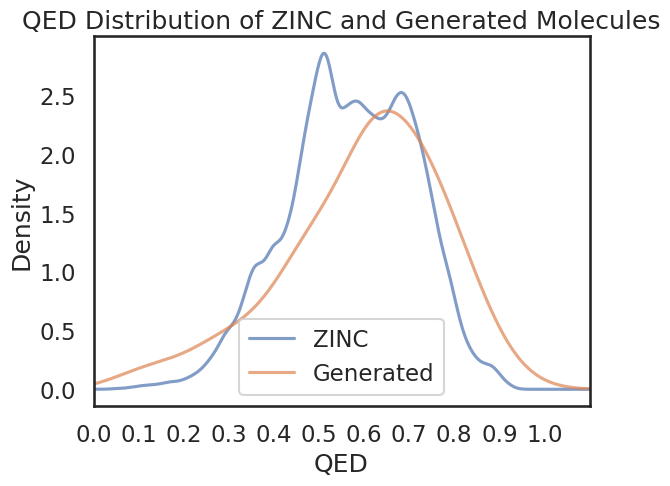 QED Distribution of ZINC and Generated Molecules
Density
2.5
2.0
1.5
1.0
0.5
0.0
ZINC
Generated
0.0 0.1 0.2 0.3 0.4 0.5 0.6 0.7 0.8 0.9 1.0
QED